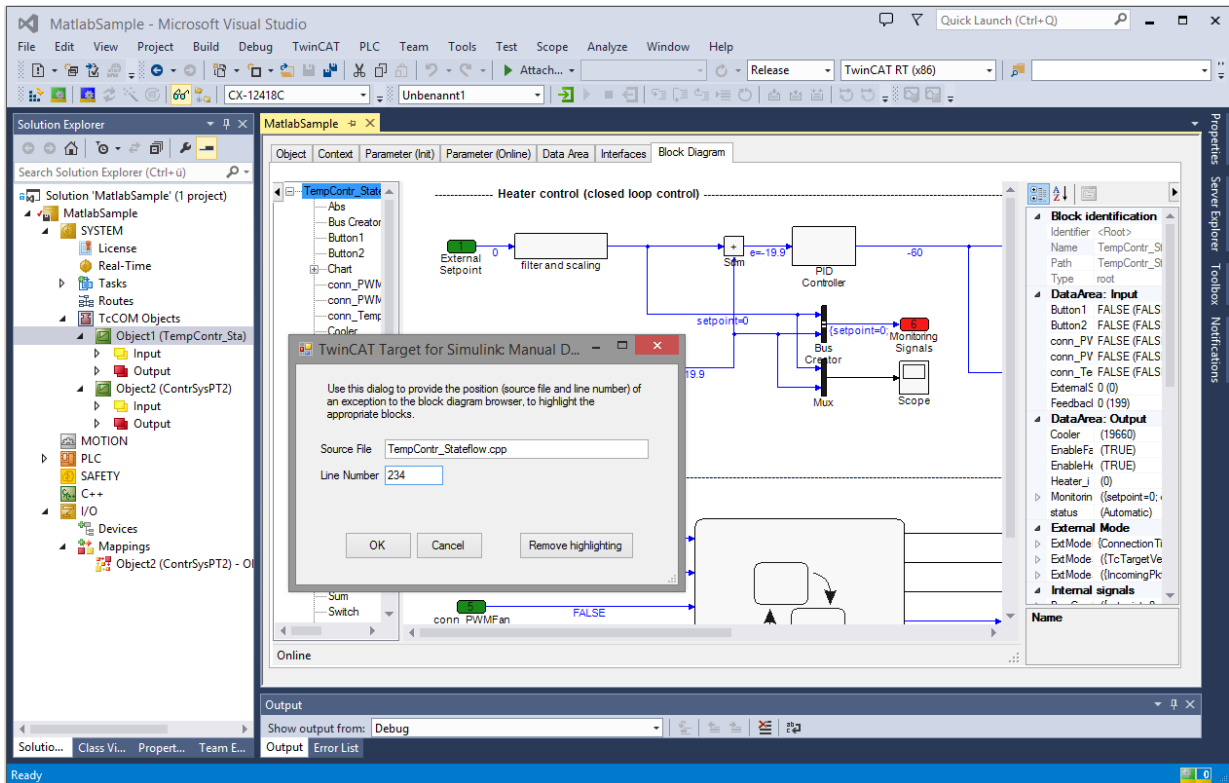 MatlabSample - Microsoft Visual Studio
Quick Launch (Ctrl+Q)
File Edit View Project Build Debug TwinCAT PLC Team Tools Test Scope Analyze Window Help
Attach... Release TwinCAT RT (x86)
CX-12418C Unbenannt1
Solution Explorer
Search Solution Explorer (Ctrl+ü)
Solution 'MatlabSample' (1 project)
MatlabSample
SYSTEM
License
Real-Time
Tasks
Routes
TcCOM Objects
Object1 (TempContr_Sta)
Input
Output
Object2 (ContrSysPT2)
Input
Output
MOTION
PLC
SAFETY
C++
I/O
Devices
Mappings
Object2 (ContrSysPT2) - Ol
Solutio... Class Vi... Propert... Team E...
MatlabSample
Object Context Parameter (Init) Parameter (Online) Data Area Interfaces Block Diagram
TempContr_State
Abs
Bus Creator
Button1
Button2
Chart
conn_PWM
conn_PWM
conn_Temp
Cooler
Sum
Switch
Heater control (closed loop control)
1
External
Setpoint
0
filter and scaling
+
Sum
e=-19.9
PID
Controller
-60
setpoint=0
{setpoint=0;
Bus
Creator
6
Monitoring
Signals
19.9
Mux
Scope
5
conn_PWMFan
FALSE
TwinCAT Target for Simulink: Manual D...
Use this dialog to provide the position (source file and line number) of
an exception to the block diagram browser, to highlight the
appropriate blocks.
Source File TempContr_Stateflow.cpp
Line Number 234
OK Cancel Remove highlighting
Online
Block identification
Identifier <Root>
Name TempContr_St
Path TempContr_St
Type root
DataArea: Input
Button1 FALSE (FALS
Button2 FALSE (FALS
conn_PV FALSE (FALS
conn_PV FALSE (FALS
conn_Te FALSE (FALS
ExternalS 0 (0)
Feedbacl 0 (199)
DataArea: Output
Cooler (19660)
EnableFa (TRUE)
EnableHe (TRUE)
Heater_i (0)
Monitorin ({setpoint=0;
status (Automatic)
External Mode
ExtMode {ConnectionTi
ExtMode ({TcTargetVe
ExtMode ({IncomingPk
Internal signals
Name
Properties
Server Explorer
Toolbox
Notifications
Output
Show output from: Debug
Output Error List
Ready
0